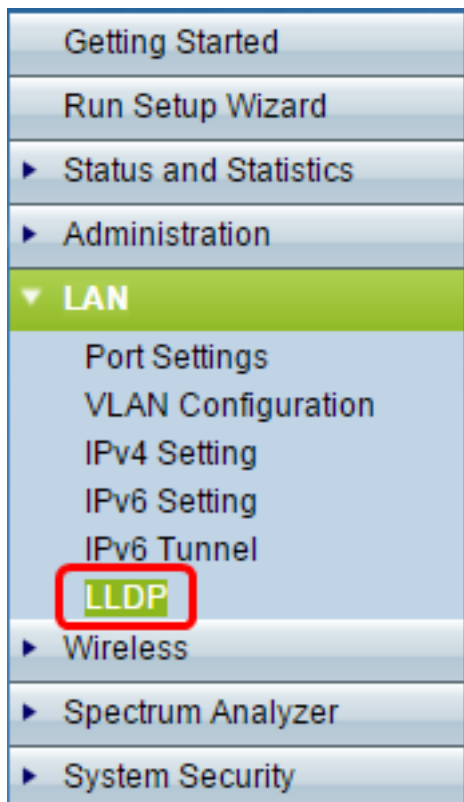 Getting Started
Run Setup Wizard
Status and Statistics
Administration
LAN
Port Settings
VLAN Configuration
IPv4 Setting
IPv6 Setting
IPv6 Tunnel
LLDP
Wireless
Spectrum Analyzer
System Security